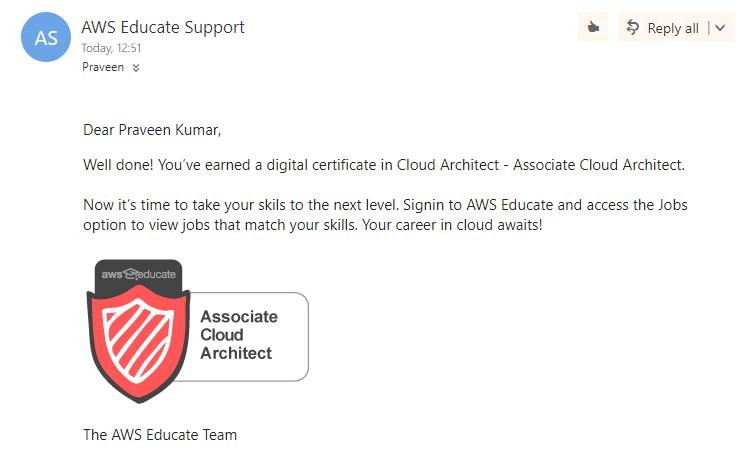 AS
AWS Educate Support
Today, 12:51
Praveen
Reply all
Dear Praveen Kumar,
Well done! You've earned a digital certificate in Cloud Architect - Associate Cloud Architect.
Now it's time to take your skils to the next level. Signin to AWS Educate and access the Jobs
option to view jobs that match your skills. Your career in cloud awaits!
aws educate
Associate
Cloud
Architect
The AWS Educate Team